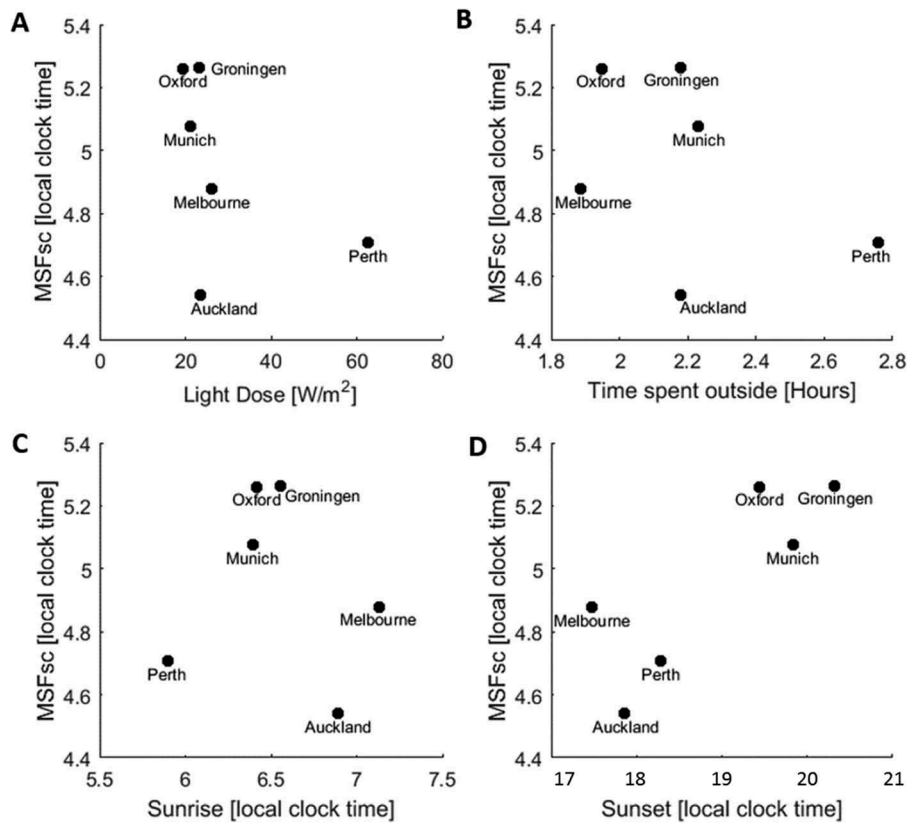 A
MSFsc [local clock time]
5.4
5.2
5
4.8
4.6
4.4
Oxford
Groningen
Munich
Melbourne
Perth
Auckland
0
20
40
60
80
Light Dose [W/m²]
B
MSFsc [local clock time]
5.4
5.2
5
4.8
4.6
4.4
Oxford
Groningen
Munich
Melbourne
Perth
Auckland
1.8
2
2.2
2.4
2.6
2.8
Time spent outside [Hours]
C
MSFsc [local clock time]
5.4
5.2
5
4.8
4.6
4.4
Oxford
Groningen
Munich
Melbourne
Perth
Auckland
5.5
6
6.5
7
7.5
Sunrise [local clock time]
D
MSFsc [local clock time]
5.4
5.2
5
4.8
4.6
4.4
Oxford
Groningen
Munich
Melbourne
Perth
Auckland
17
18
19
20
21
Sunset [local clock time]